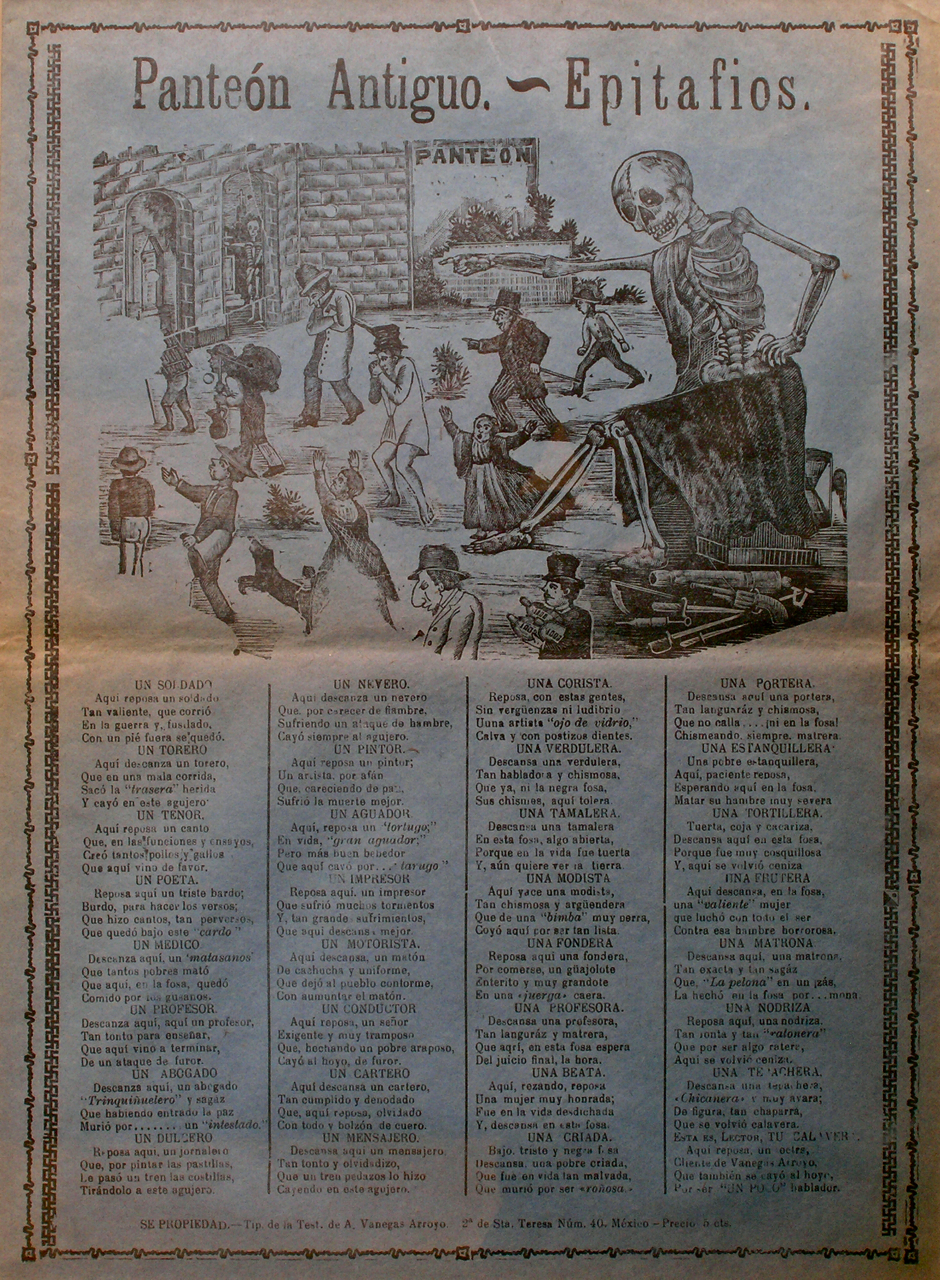 Panteón Antiguo. ~ Epitafios.
PANTEÓN
UN SOLDADO
Aquí reposa un soldado
Tan valiente, que corrió
En la guerra y, fusilado,
Con un pié fuera se quedó.
UN TORERO
Aquí descanza un torero,
Que en una mala corrida,
Sacó la "trasera" herida
Y cayó en este agujero
UN TENOR.
Aquí reposa un canto
Que, en las funciones y ensayos,
tantos pollos y gallos
Que aquí vino de favor.
UN POETA.
Reposa aquí un triste bardo;
Burdo, para hacer los versos;
Que hizo cantos, tan perversos,
Que quedó bajo este "cardo"
UN MEDICO
Descanza aquí, un "matasanos"
Que tantos pobres mató
Que aquí, en la fosa, quedó
Comido por los gusanos.
UN PROFESOR.
Descanza aquí, aquí un profesor,
Tan tonto para enseñar,
Que aquí vino a terminar,
De un ataque de furor.
UN ABOGADO
Descanza aquí, un abogado
"Trinquiñuelero" y sagáz
Que habiendo entrado la paz
Murió por....... un "intestado."
UN DULCERO
Reposa aquí, un jornalero
Que, por pintar las pastillas,
Le pasó un tren las costillas,
Tirándolo a este agujero.
UN NEVERO.
Aquí descanza un nevero
Que, por carecer de fiambre,
Sufriendo un ataque de hambre,
Cayó siempre al agujero.
UN PINTOR.
Aquí reposa un pintor;
Un artista, por afán
Que, careciendo de pan,
Sufrió la muerte mejor.
UN AGUADOR
Aquí, reposa un "tortugo,"
En vida, "gran aguador;"
Pero más buen bebedor
Que aquí cayó por... "tarugo"
UN IMPRESOR
Reposa aquí. un impresor
Que sufrió muchos tormentos
Y, tan grande sufrimientos,
Que aquí descansa mejor.
UN MOTORISTA.
Aquí descansa, un matón
De cachucha y uniforme,
Que dejó al pueblo conforme,
Con aumentar el matón.
UN CONDUCTOR
Aquí reposa, un señor
Exigente y muy tramposo
Que, hechando un pobre araposo,
Cayó al hoyo, de furor.
UN CARTERO
Aquí descansa un cartero,
Tan cumplido y denodado
Que, aquí reposa, olvidado
Con todo y bolzón de cuero.
UN MENSAJERO.
Descansa aquí un mensajero,
Tan tonto y olvidadizo,
Que un tren pedazos lo hizo
Cayendo en este agujero.
UNA CORISTA.
Reposa, con estas gentes,
Sin vergüenzas ni ludibrio
Uuna artista "ojo de vidrio,"
Calva y con postizos dientes.
UNA VERDULERA.
Descansa una verdulera,
Tan habladora y chismosa,
Que ya, ni la negra fosa,
Sus chismes, aquí tolera.
UNA TAMALERA.
Descansa una tamalera
En esta fosa, algo abierta,
Porque en la vida fue tuerta
Y, aún quiere ver la tierra.
UNA MODISTA
Aquí yace una modista,
Tan chismosa y argüendera
Que de una "bimba" muy perra,
Cayó aquí por ser tan lista.
UNA FONDERA
Reposa aquí una fondera,
Por comerse, un güajolote
Enterito y muy grandote
En una «juerga» caera.
UNA PROFESORA.
Descansa una profesora,
Tan languráz y matrera,
Que aquí, en esta fosa espera
Del juicio final, la hora.
UNA BEATA.
Aquí, rezando, reposa
Una mujer muy honrada;
Fue en la vida desdichada
Y, descansa en esta fosa.
UNA CRIADA.
Bajo, triste y negra fosa
Descansa, una pobre criada,
Que fue en vida tan malvada,
Que murió por ser «roñosa.»
UNA PORTERA.
Descansa aquí una portera,
Tan languaráz y chismosa,
Que no calla....¡ni en la fosa!
Chismeando, siempre, matrera.
UNA ESTANQUILLERA
Una pobre estanquillera,
Aquí, paciente reposa,
Esperando aquí en la fosa,
Matar su hambre muy severa
UNA TORTILLERA.
Tuerta, coja y cacariza,
Descansa aquí en esta fosa,
Porque fue muy cosquillosa
Y, aquí se volvió ceniza
UNA FRUTERA
Aquí descansa, en la fosa,
una "valiente" mujer
que luchó con todo el ser
Contra esa hambre horrorosa.
UNA MATRONA
Descansa aquí, una matrona,
Tan exacta y tan sagáz
Que, "La pelona" en un ¡zás,
La hechó en la fosa por...mona.
UNA NODRIZA
Reposa aquí, una nodriza.
Tan tonta y tan "ratonera"
Que por ser algo ratera,
Aquí se volvió ceniza.
UNA TEPACHERA.
Descansa una tepachera,
«Chicanera» y muy avara;
De figura, tan chaparra,
Que se volvió calavera.
ESTA ES, LECTOR, TU CALAVERA
Aquí reposa, un
Cliente de Vanegas Arroyo,
Que también se cayó al hoyo,
Por ser "UN POCO" hablador.
SE PROPIEDAD.—Tip. de la Test. de A. Vanegas Arroyo. 2ª de Sta. Teresa Núm. 40. México – Precio 5 cts.